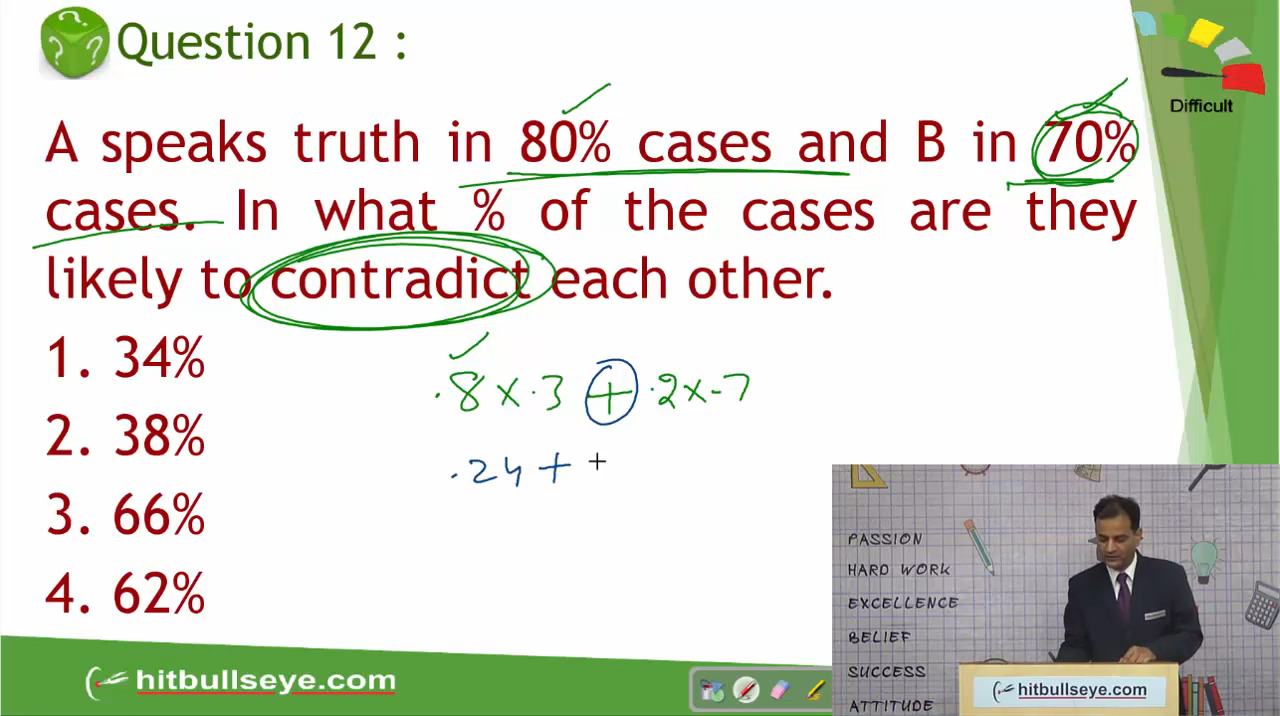 Question 12 :
Difficult
A speaks truth in 80% cases and B in 70%
cases. In what % of the cases are they
likely to contradict each other.
1. 34%
2. 38%
3. 66%
4. 62%
.8 x .3 + .2 x .7
.24 +
PASSION
HARD WORK
EXCELLENCE
BELIEF
SUCCESS
ATTITUDE
hitbullseye.com
hitbullseye.com